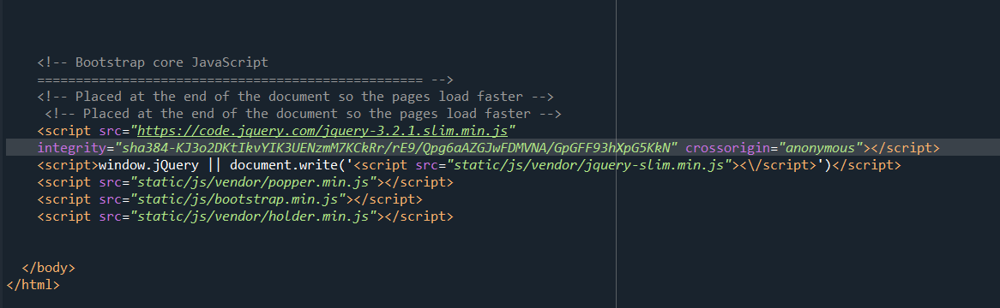 <!-- Bootstrap core JavaScript
================================================== -->
<!-- Placed at the end of the document so the pages load faster -->
<!-- Placed at the end of the document so the pages load faster -->
<script src="https://code.jquery.com/jquery-3.2.1.slim.min.js"
integrity="sha384-KJ3o2DKtIkvYIK3UENzmM7KCkRr/rE9/Qpg6aAZGJwFDMVNA/GpGFF93hXpG5KkN" crossorigin="anonymous"></script>
<script>window.jQuery || document.write('<script src="static/js/vendor/jquery-slim.min.js"><\/script>')</script>
<script src="static/js/vendor/popper.min.js"></script>
<script src="static/js/bootstrap.min.js"></script>
<script src="static/js/vendor/holder.min.js"></script>
</body>
</html>